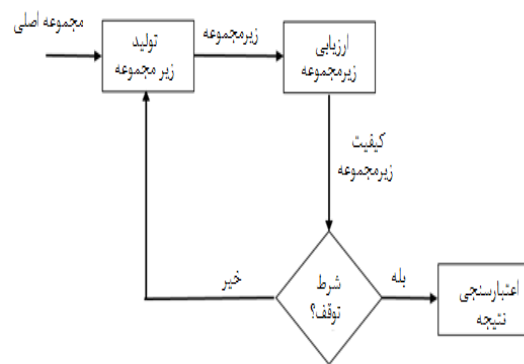 مجموعه اصلی
تولید
زیر مجموعه
زیرمجموعه
ارزیابی
زیرمجموعه
کیفیت
زیرمجموعه
شرط
توقف؟
خیر
بله
اعتبارسنجی
نتیجه